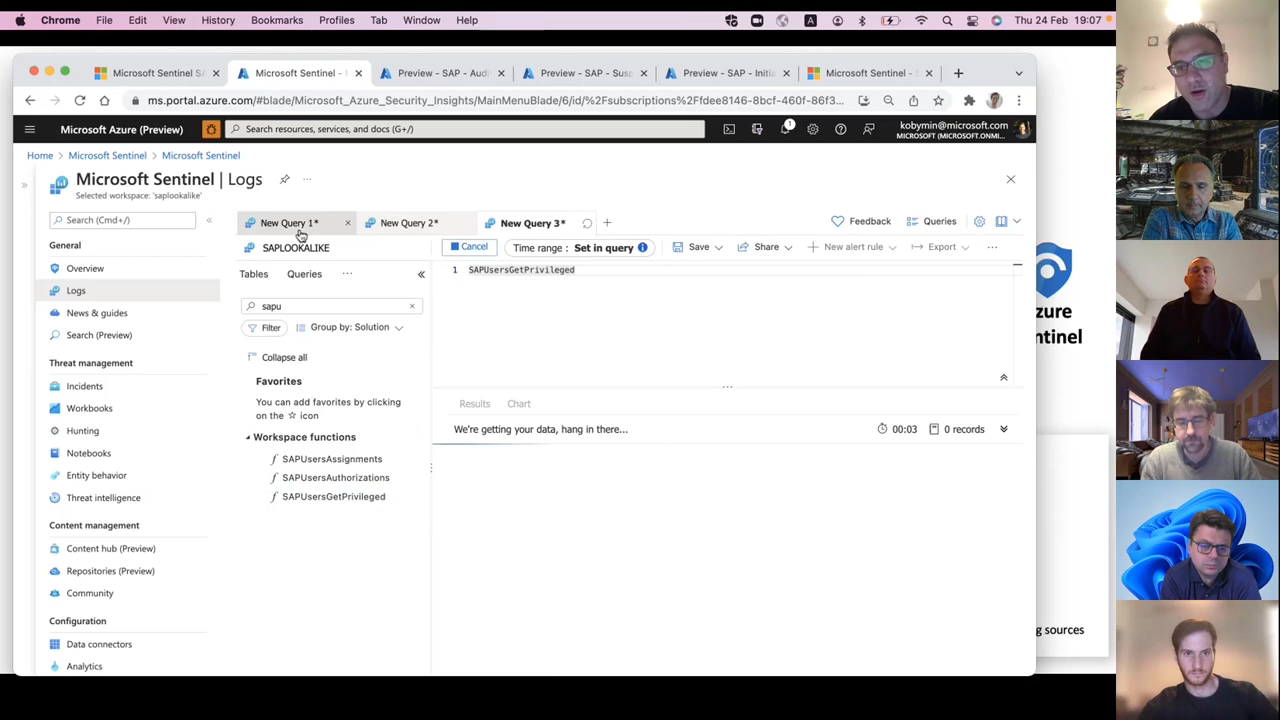 Chrome File Edit View History Bookmarks Profiles Tab Window Help A Thu 24 Feb 19:07
Microsoft Sentinel SA × Microsoft Sentinel - × Preview - SAP - Audi × Preview - SAP - Susp × Preview - SAP - Initia × Microsoft Sentinel - ×
ms.portal.azure.com/#blade/Microsoft_Azure_Security_Insights/MainMenuBlade/6/id/%2Fsubscriptions%2Ffdee8146-8bcf-460f-86f3...
Microsoft Azure (Preview) Search resources, services, and docs (G+/) 1 kobymin@microsoft.com
MICROSOFT (MICROSOFT.ONMI...
Home > Microsoft Sentinel > Microsoft Sentinel
Microsoft Sentinel | Logs ...
Selected workspace: 'saplookalike'
Search (Cmd+/)
General
Overview
Logs
News & guides
Search (Preview)
Threat management
Incidents
Workbooks
Hunting
Notebooks
Entity behavior
Threat intelligence
Content management
Content hub (Preview)
Repositories (Preview)
Community
Configuration
Data connectors
Analytics
New Query 1* New Query 2* New Query 3* + Feedback Queries
SAPLOOKALIKE Cancel Time range : Set in query Save Share + New alert rule Export ...
Tables Queries ...
sapu
Filter Group by: Solution
Collapse all
Favorites
You can add favorites by clicking
on the ☆ icon
Workspace functions
SAPUsersAssignments
SAPUsersAuthorizations
SAPUsersGetPrivileged
1 SAPUsersGetPrivileged
Results Chart
We're getting your data, hang in there... 00:03 0 records
zure
ntinel
g sources